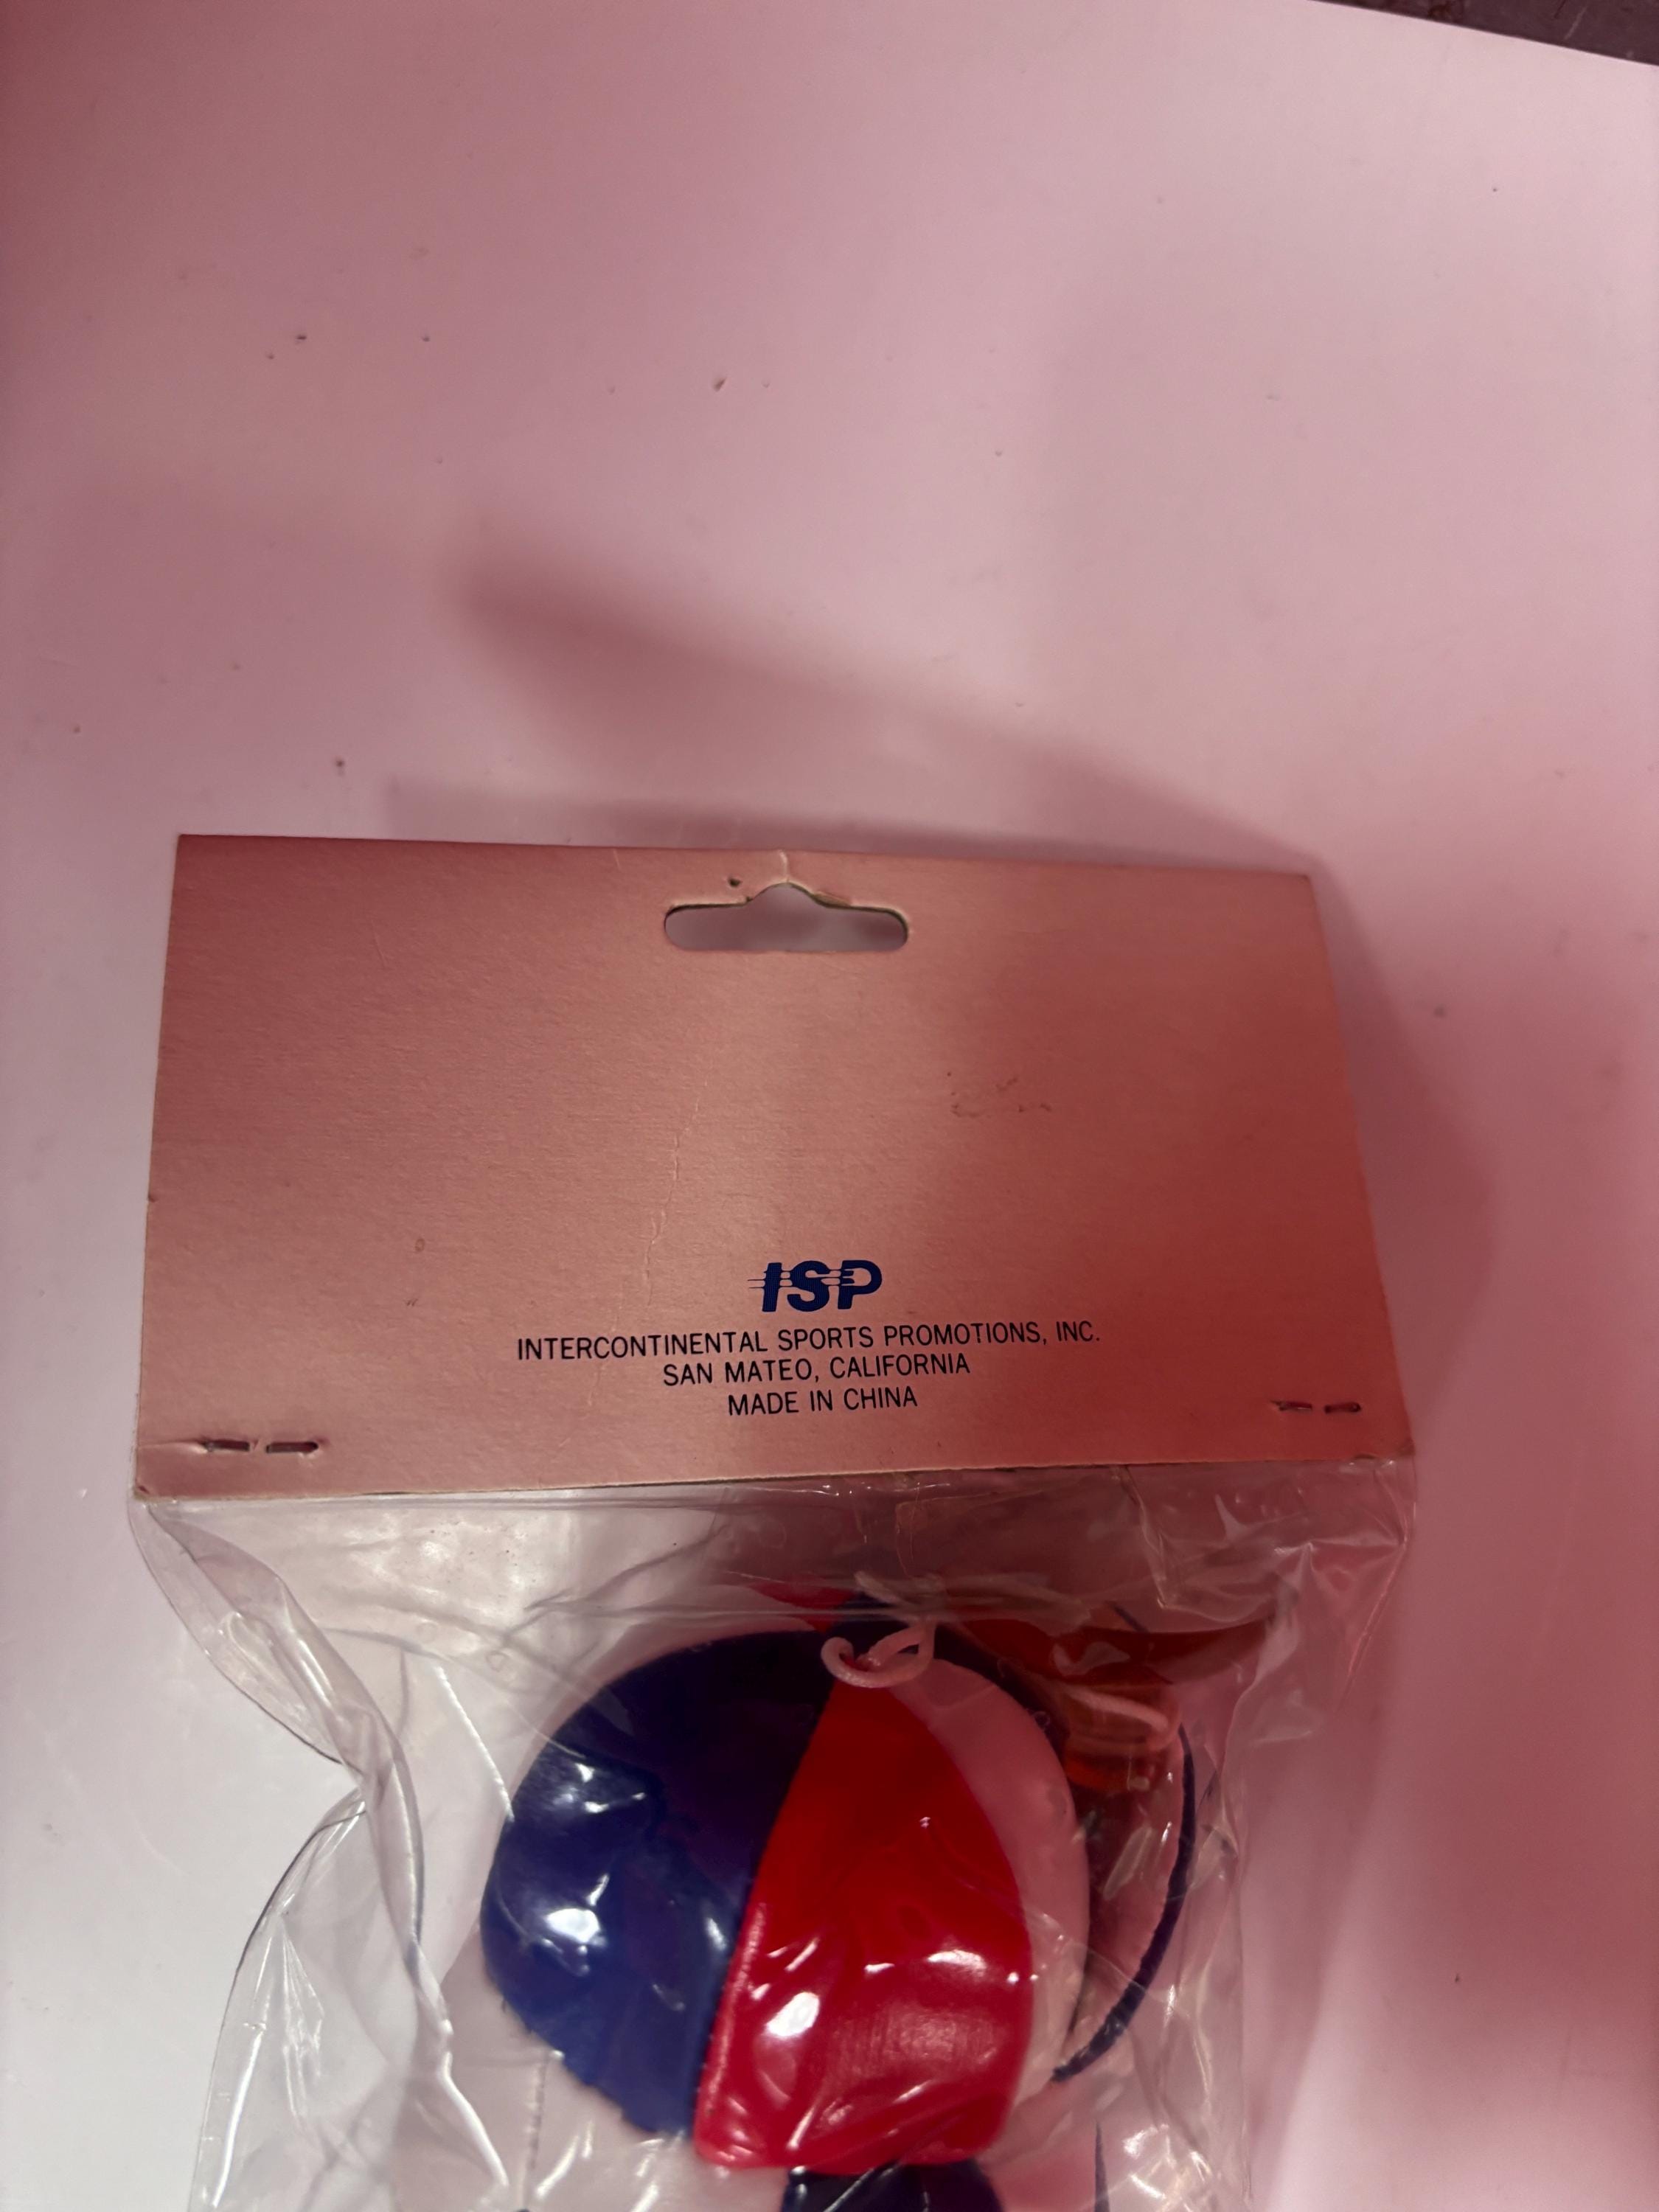 ISP
INTERCONTINENTAL SPORTS PROMOTIONS, INC.
SAN MATEO, CALIFORNIA
MADE IN CHINA